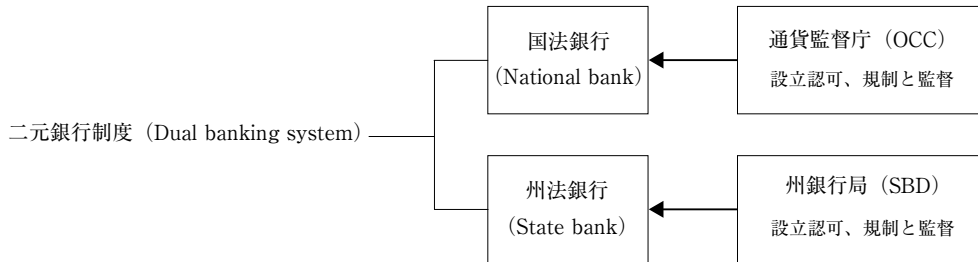 国法銀行
(National bank)
通貨監督庁（OCC）
設立認可、規制と監督
二元銀行制度（Dual banking system）
州法銀行
(State bank)
州銀行局（SBD）
設立認可、規制と監督